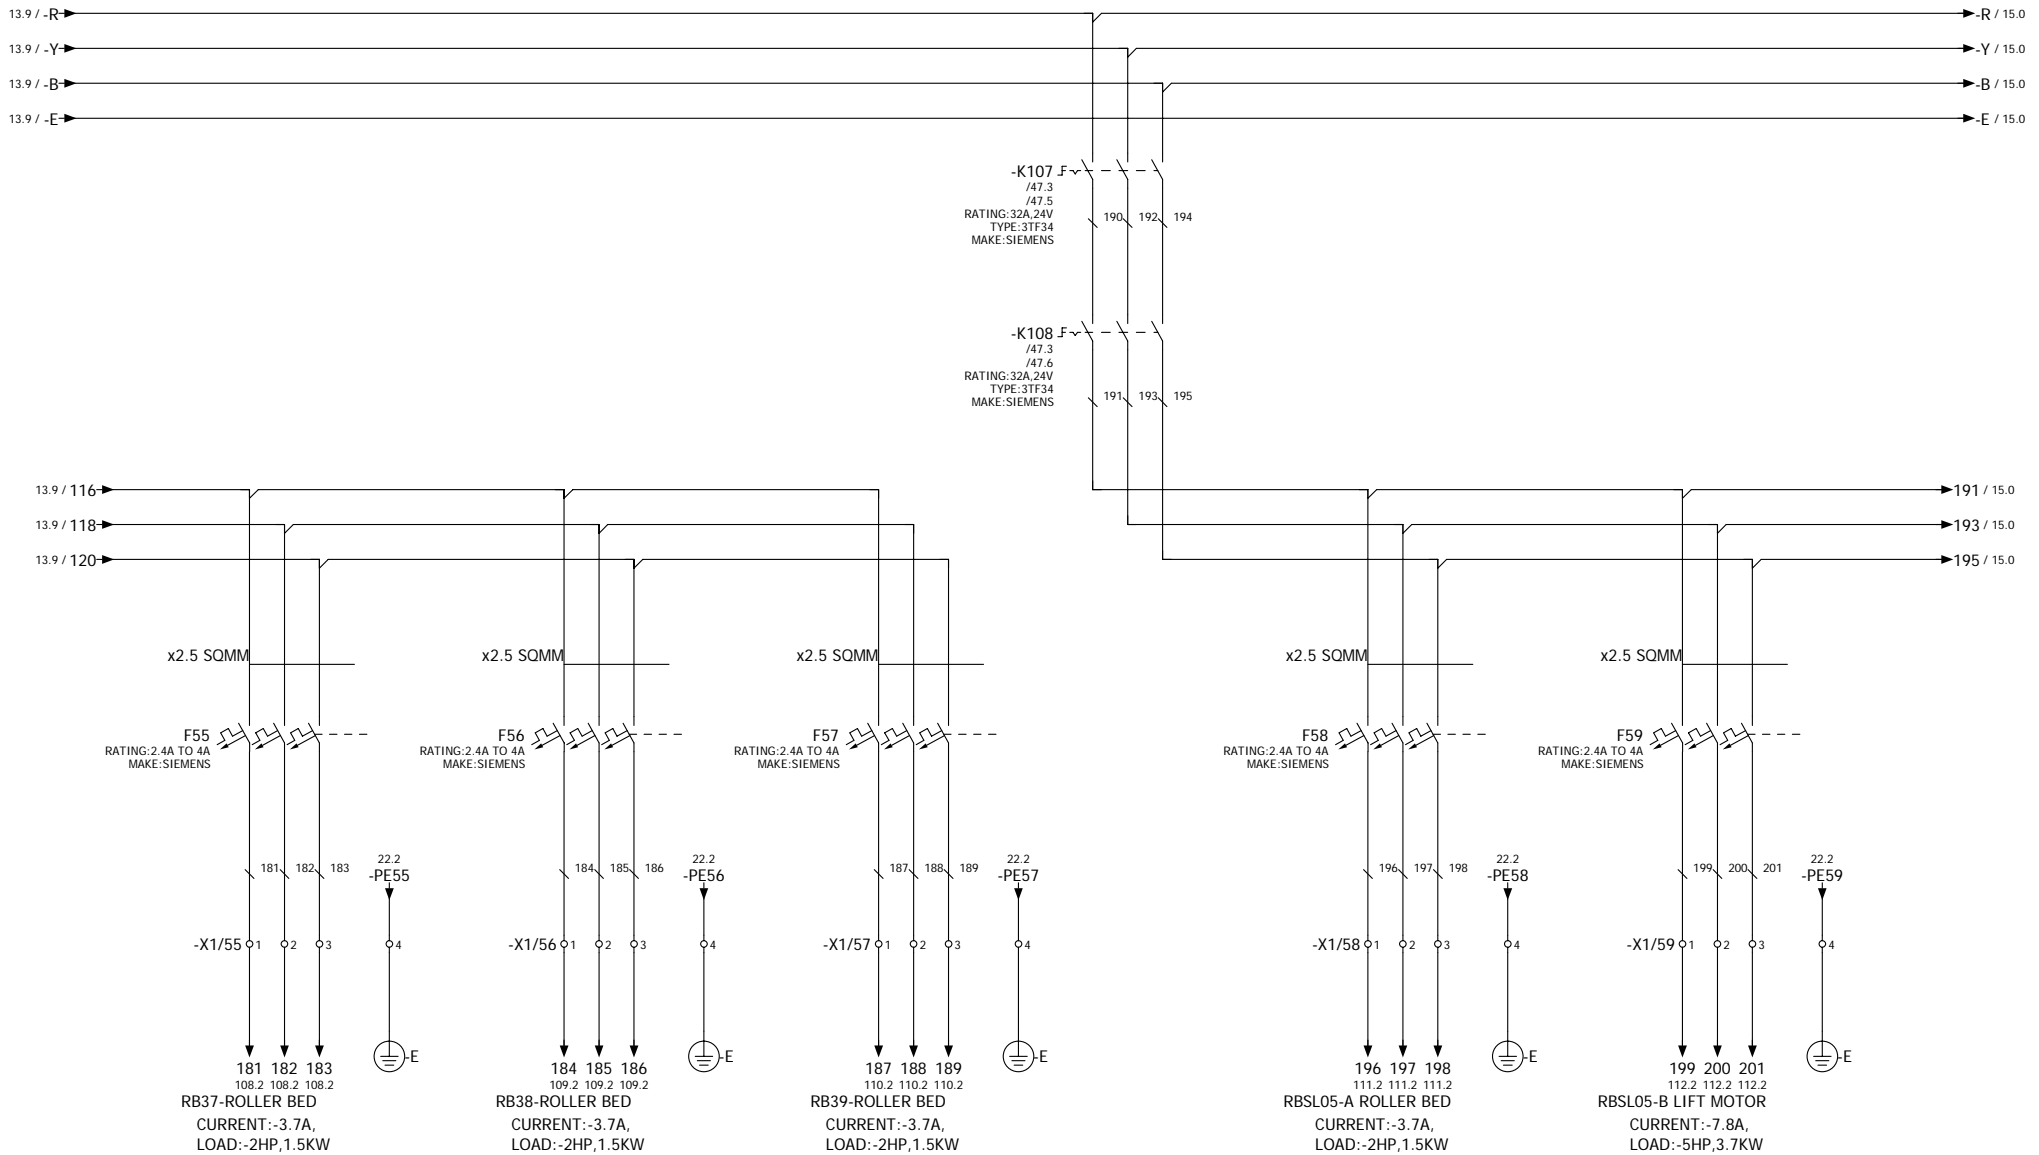 13.9 / -R -R / 15.0
13.9 / -Y -Y / 15.0
13.9 / -B -B / 15.0
13.9 / -E -E / 15.0
-K107
/47.3
/47.5
RATING:32A,24V
TYPE:3TF34
MAKE:SIEMENS
190 192 194
-K108
/47.3
/47.6
RATING:32A,24V
TYPE:3TF34
MAKE:SIEMENS
191 193 195
13.9 / 116 191 / 15.0
13.9 / 118 193 / 15.0
13.9 / 120 195 / 15.0
x2.5 SQMM x2.5 SQMM x2.5 SQMM x2.5 SQMM x2.5 SQMM
F55 F56 F57 F58 F59
RATING:2.4A TO 4A RATING:2.4A TO 4A RATING:2.4A TO 4A RATING:2.4A TO 4A RATING:2.4A TO 4A
MAKE:SIEMENS MAKE:SIEMENS MAKE:SIEMENS MAKE:SIEMENS MAKE:SIEMENS
22.2 22.2 22.2 22.2 22.2
181 182 183 -PE55 184 185 186 -PE56 187 188 189 -PE57 196 197 198 -PE58 199 200 201 -PE59
-X1/55 1 2 3 4 -X1/56 1 2 3 4 -X1/57 1 2 3 4 -X1/58 1 2 3 4 -X1/59 1 2 3 4
-E -E -E -E -E
181 182 183 184 185 186 187 188 189 196 197 198 199 200 201
108.2 108.2 108.2 109.2 109.2 109.2 110.2 110.2 110.2 111.2 111.2 111.2 112.2 112.2 112.2
RB37-ROLLER BED RB38-ROLLER BED RB39-ROLLER BED RBSL05-A ROLLER BED RBSL05-B LIFT MOTOR
CURRENT:-3.7A, CURRENT:-3.7A, CURRENT:-3.7A, CURRENT:-3.7A, CURRENT:-7.8A,
LOAD:-2HP,1.5KW LOAD:-2HP,1.5KW LOAD:-2HP,1.5KW LOAD:-2HP,1.5KW LOAD:-5HP,3.7KW